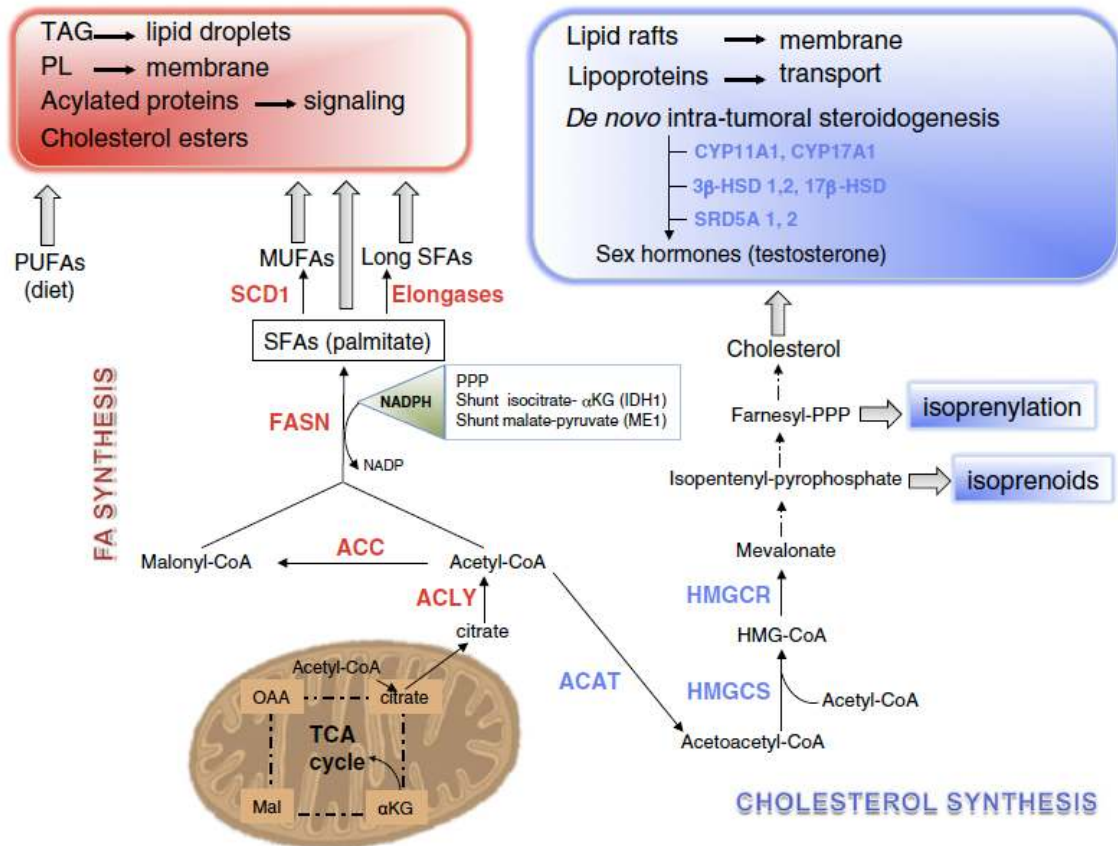 TAG → lipid droplets
PL → membrane
Acylated proteins → signaling
Cholesterol esters
Lipid rafts → membrane
Lipoproteins → transport
De novo intra-tumoral steroidogenesis
CYP11A1, CYP17A1
3β-HSD 1,2, 17β-HSD
SRD5A 1, 2
Sex hormones (testosterone)
PUFAs
(diet)
MUFAs
Long SFAs
SCD1
Elongases
SFAs (palmitate)
NADPH
PPP
Shunt isocitrate- αKG (IDH1)
Shunt malate-pyruvate (ME1)
FASN
NADP
FA SYNTHESIS
Malonyl-CoA
ACC
Acetyl-CoA
ACLY
citrate
Acetyl-CoA
OAA
citrate
TCA
cycle
Mal
αKG
Cholesterol
Farnesyl-PPP
isoprenylation
Isopentenyl-pyrophosphate
isoprenoids
Mevalonate
HMGCR
HMG-CoA
ACAT
HMGCS
Acetyl-CoA
Acetoacetyl-CoA
CHOLESTEROL SYNTHESIS